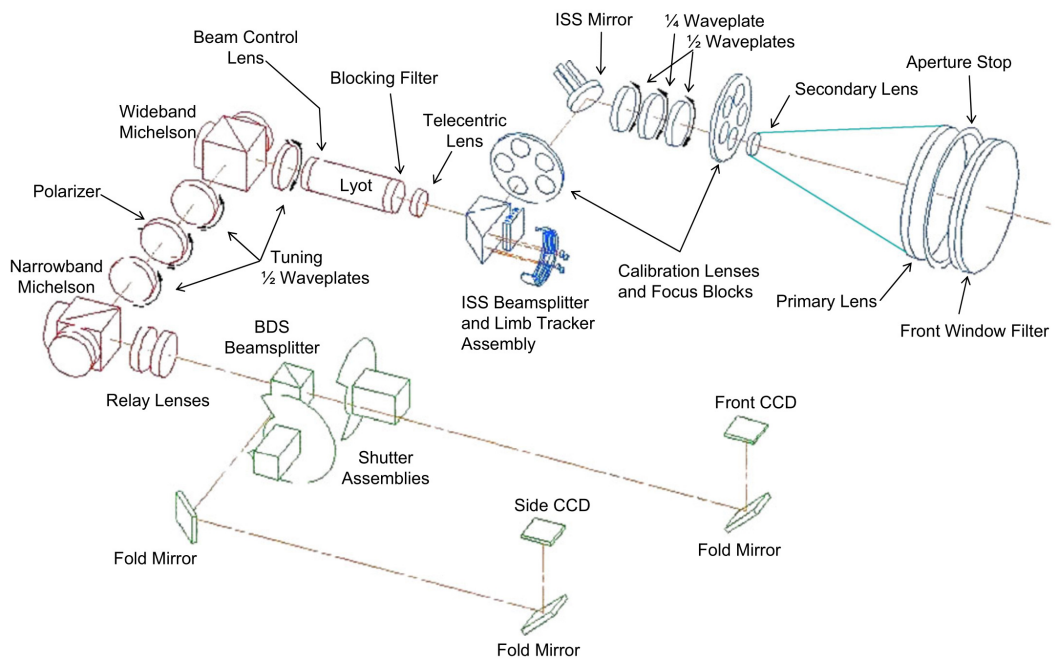 ISS Mirror
¼ Waveplate
½ Waveplates
Beam Control
Lens
Aperture Stop
Blocking Filter
Secondary Lens
Wideband
Michelson
Telecentric
Lens
Lyot
Polarizer
Tuning
½ Waveplates
Narrowband
Michelson
Calibration Lenses
and Focus Blocks
ISS Beamsplitter
and Limb Tracker
Assembly
Primary Lens
Front Window Filter
BDS
Beamsplitter
Relay Lenses
Front CCD
Shutter
Assemblies
Side CCD
Fold Mirror
Fold Mirror
Fold Mirror